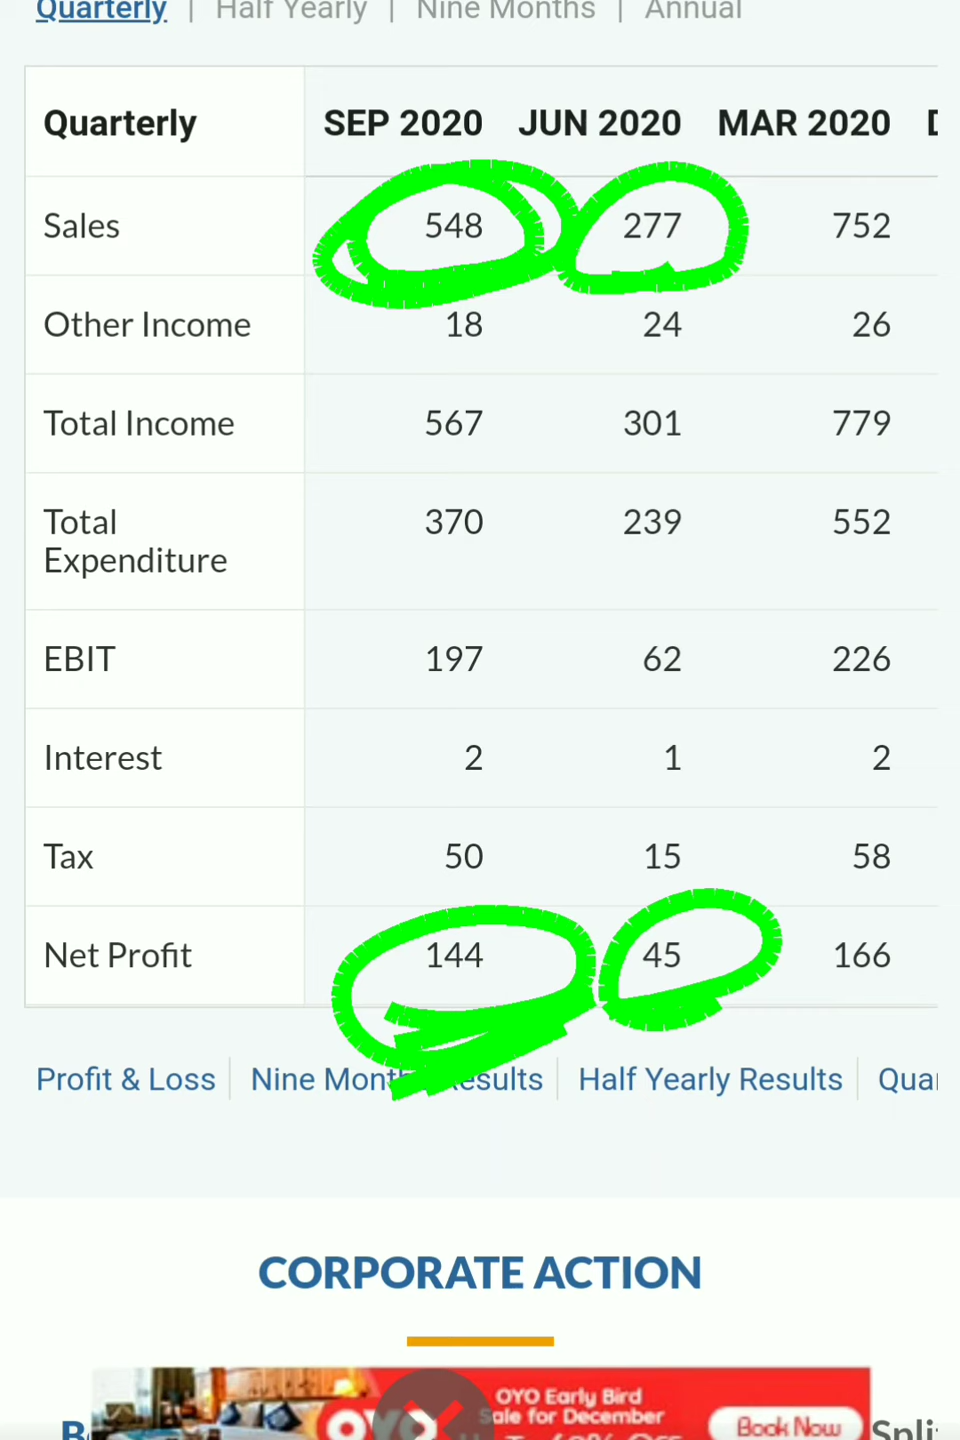 Quarterly | Half Yearly | Nine Months | Annual
Quarterly SEP 2020 JUN 2020 MAR 2020
Sales 548 277 752
Other Income 18 24 26
Total Income 567 301 779
Total 370 239 552
Expenditure
EBIT 197 62 226
Interest 2 1 2
Tax 50 15 58
Net Profit 144 45 166
Profit & Loss Nine Months Results Half Yearly Results
CORPORATE ACTION
OYO Early Bird
Sale for December
Book Now